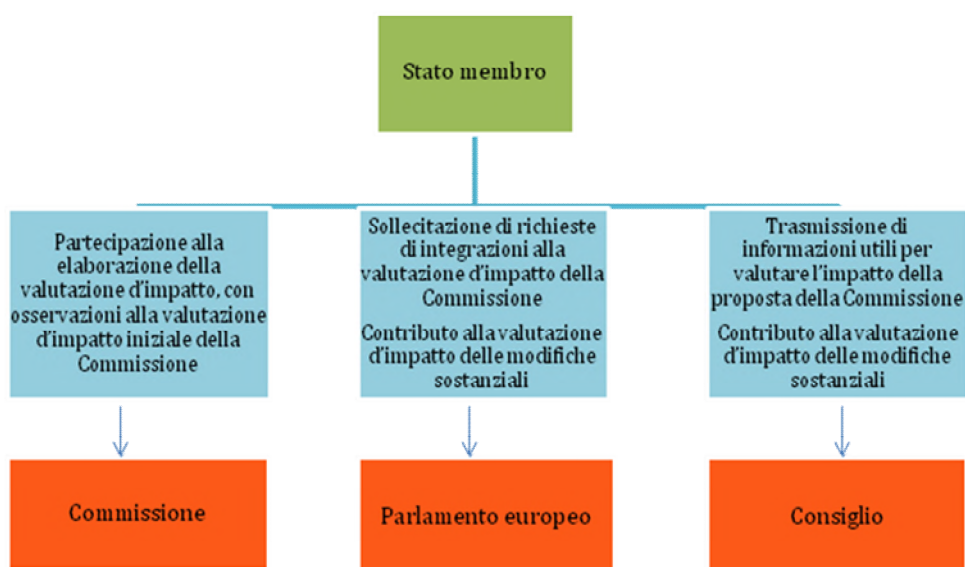 Stato membro
Partecipazione alla
elaborazione della
valutazione d'impatto, con
osservazioni alla valutazione
d'impatto iniziale della
Commissione
Sollecitazione di richieste
di integrazioni alla
valutazione d'impatto della
Commissione
Contributo alla valutazione
d'impatto delle modifiche
sostanziali
Trasmissione di
informazioni utili per
valutare l'impatto della
proposta della Commissione
Contributo alla valutazione
d'impatto delle modifiche
sostanziali
Commissione
Parlamento europeo
Consiglio